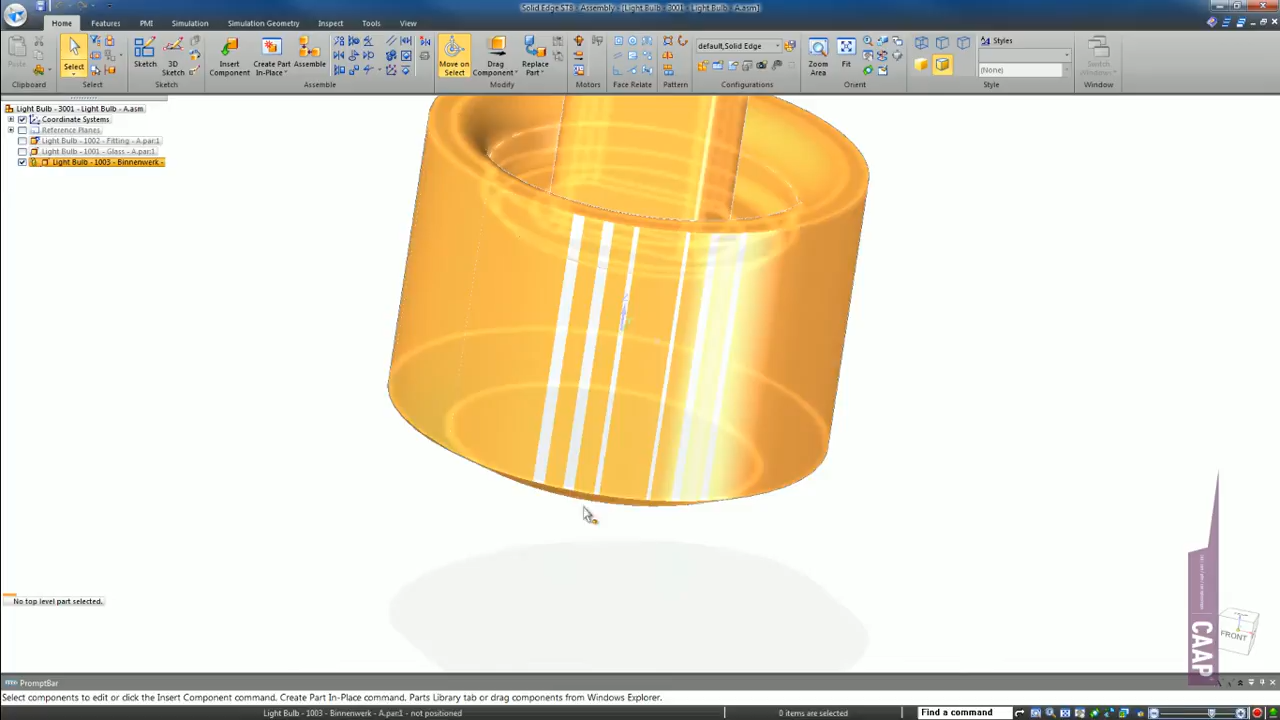 Solid Edge ST8 - Assembly - [Light Bulb - 3001 - Light Bulb - A.asm]
Home Features PMI Simulation Simulation Geometry Inspect Tools View
Paste
Select
Sketch
3D Sketch
Insert Component
Create Part In-Place
Assemble
Move on Select
Drag Component
Replace Part
default,Solid Edge
Zoom Area
Fit
Styles
(None)
Switch Windows
Clipboard Select Sketch Assemble Modify Motors Face Relate Pattern Configurations Orient Style Window
Light Bulb - 3001 - Light Bulb - A.asm
Coordinate Systems
Reference Planes
Light Bulb - 1002 - Fitting - A.par:1
Light Bulb - 1001 - Glass - A.par:1
Light Bulb - 1003 - Binnenwerk -
No top level part selected.
CAAP
FRONT
PromptBar
Select components to edit or click the Insert Component command. Create Part In-Place command. Parts Library tab or drag components from Windows Explorer.
Light Bulb - 1003 - Binnenwerk - A.par:1 - not positioned
0 items are selected
Find a command